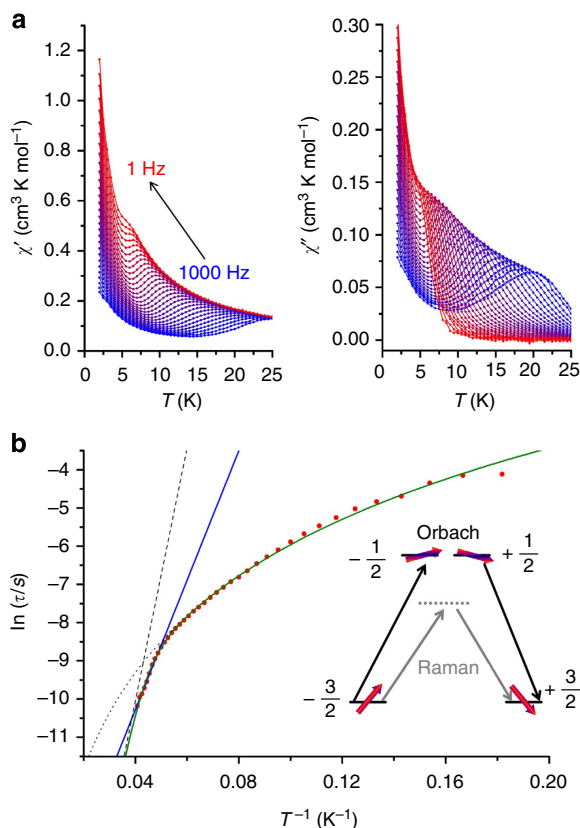 a
1.2
1.0
0.8
0.6
0.4
0.2
0.0
χ′ (cm³ K mol⁻¹)
1 Hz
1000 Hz
0 5 10 15 20 25
T (K)
0.30
0.25
0.20
0.15
0.10
0.05
0.00
χ″ (cm³ K mol⁻¹)
0 5 10 15 20 25
T (K)
b
−4
−5
−6
−7
−8
−9
−10
−11
ln (τ/s)
Orbach
− 1/2
+ 1/2
Raman
− 3/2
+ 3/2
0.04 0.08 0.12 0.16 0.20
T⁻¹ (K⁻¹)